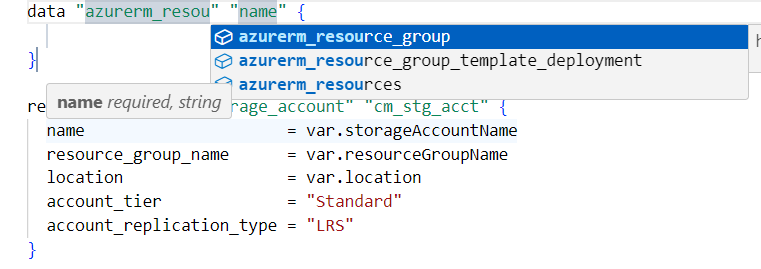 data "azurerm_resou" "name" {
azurerm_resource_group
azurerm_resource_group_template_deployment
azurerm_resources
}
name required, string
re rage_account" "cm_stg_acct" {
name = var.storageAccountName
resource_group_name = var.resourceGroupName
location = var.location
account_tier = "Standard"
account_replication_type = "LRS"
}